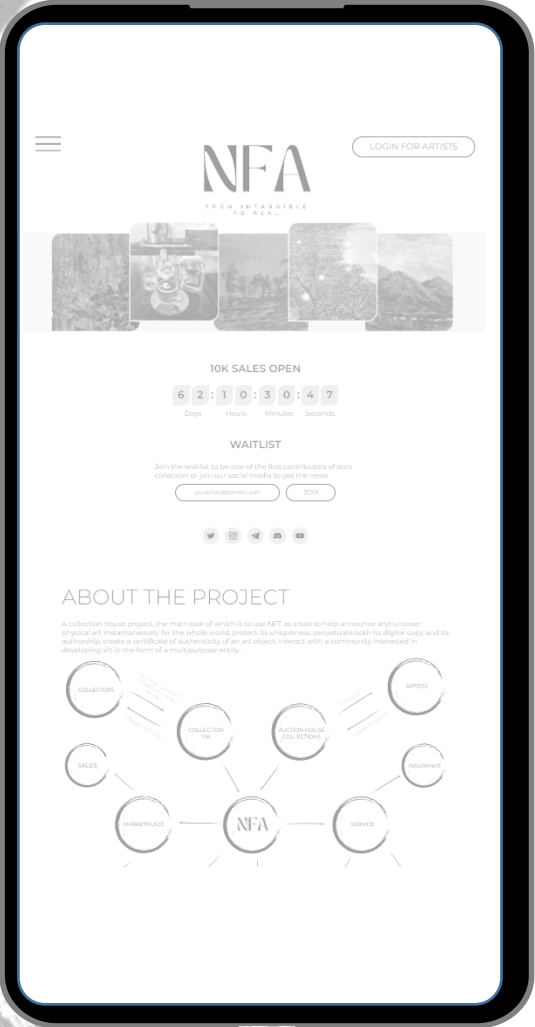 LOGIN FOR ARTISTS
NFA
FROM INTANGIBLE
TO REAL
10K SALES OPEN
6 2 : 1 0 : 3 0 : 4 7
Days Hours Minutes Seconds
WAITLIST
Join the waitlist to be one of the first contributors of ours
collection or join our social media to get the news
youremail@domain.com JOIN
ABOUT THE PROJECT
A collection house project, the main task of which is to use NFT as a tool to help announce and uncover
physical art instantaneously for the whole world, protect its uniqueness, perpetuate both its digital copy and its
authorship, create a certificate of authenticity of an art object, interact with a community interested in
developing art in the form of a multipurpose entity.
COLLECTORS
ARTISTS
COLLECTION
10K
AUCTION HOUSE
COLLECTIONS
SALES
INSURANCE
MARKETPLACE
NFA
SERVICE